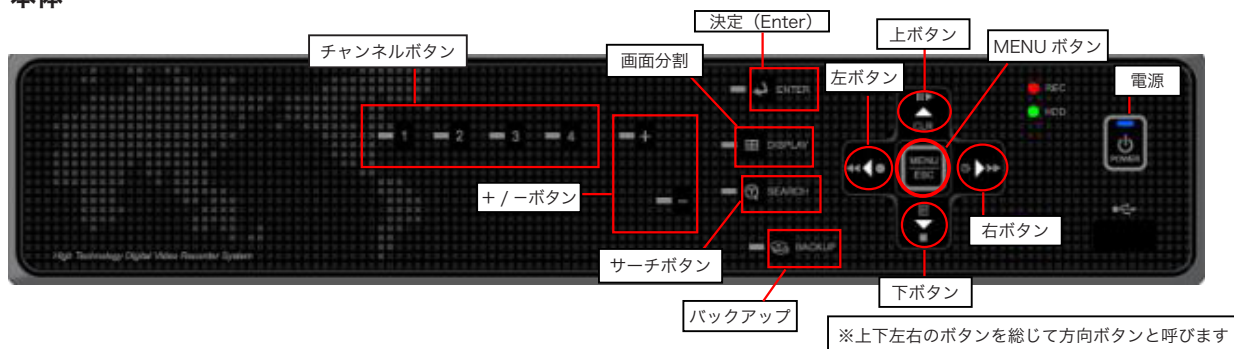 本体
決定（Enter）
上ボタン
MENU ボタン
チャンネルボタン
画面分割
左ボタン
電源
ENTER
REC
HDD
CLR
1 2 3 4
+
DISPLAY
MENU
ESC
POWER
SEARCH
+ / −ボタン
-
右ボタン
BACKUP
High Technology Digital Video Recorder System
サーチボタン
下ボタン
バックアップ
※上下左右のボタンを総じて方向ボタンと呼びます